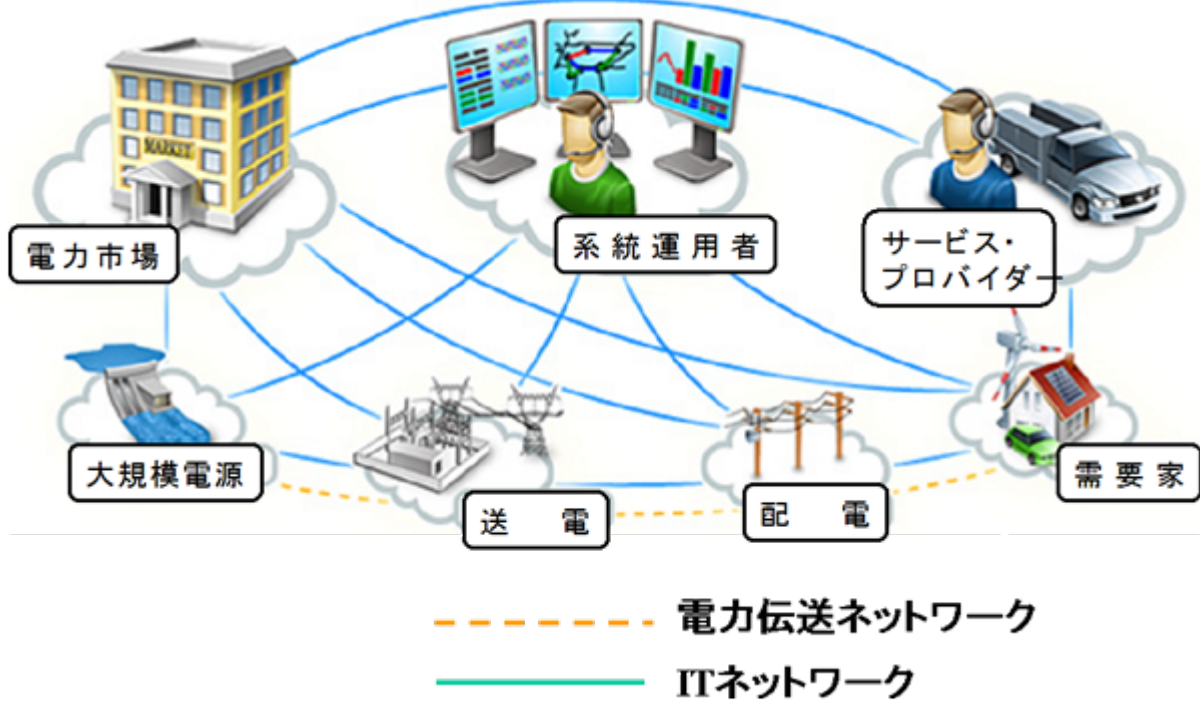 MARKET
電力市場
系統運用者
サービス・
プロバイダー
大規模電源
送 電
配 電
需要家
電力伝送ネットワーク
ITネットワーク